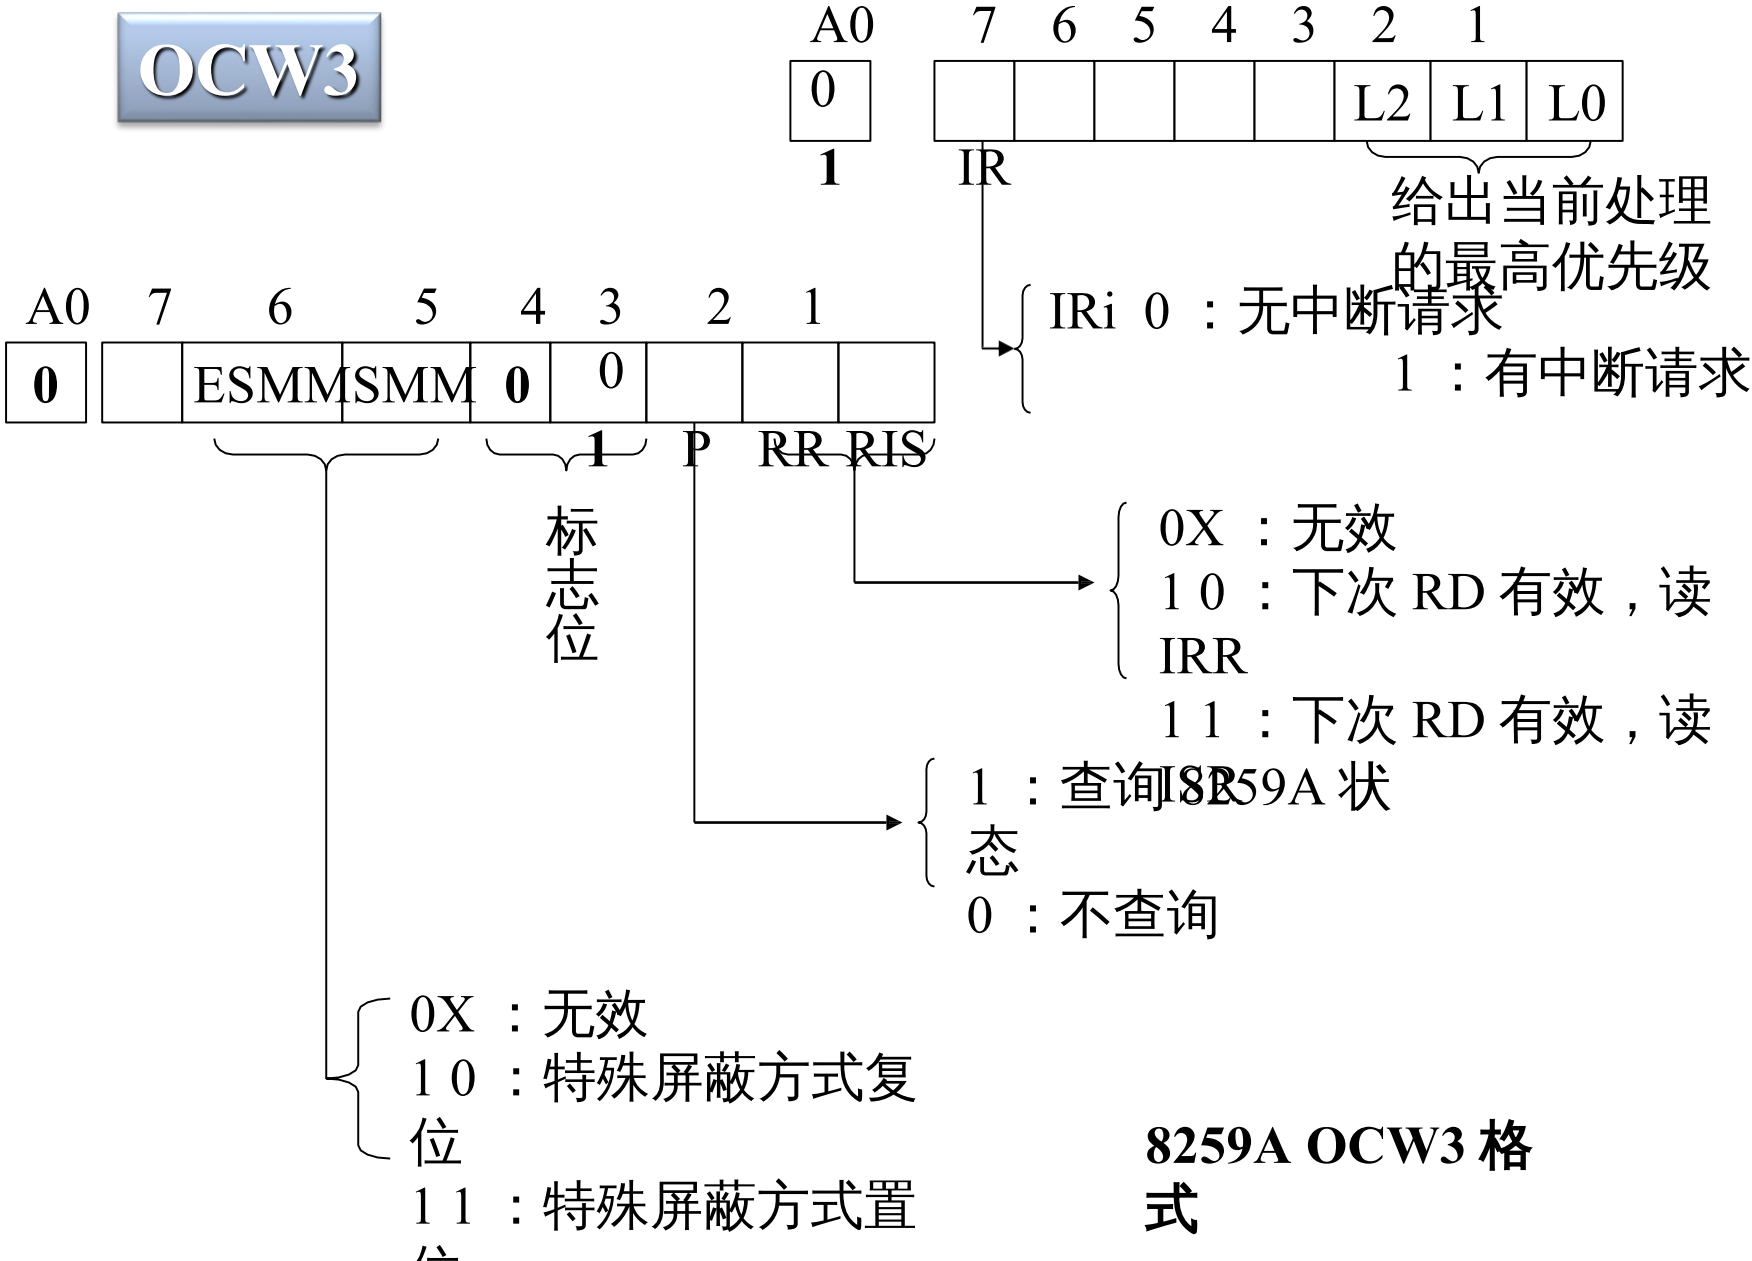 OCW3
A0 7 6 5 4 3 2 1
0 L2 L1 L0
1 IR
给出当前处理
的最高优先级
IRi 0 ：无中断请求
1 ：有中断请求
A0 7 6 5 4 3 2 1
0 ESMM SMM 0 0
1 P RR RIS
标
志
位
0X ：无效
1 0 ：下次 RD 有效，读
IRR
1 1 ：下次 RD 有效，读
ISR
1 ：查询 8259A 状
态
0 ：不查询
0X ：无效
1 0 ：特殊屏蔽方式复
位
1 1 ：特殊屏蔽方式置
位
8259A OCW3 格
式